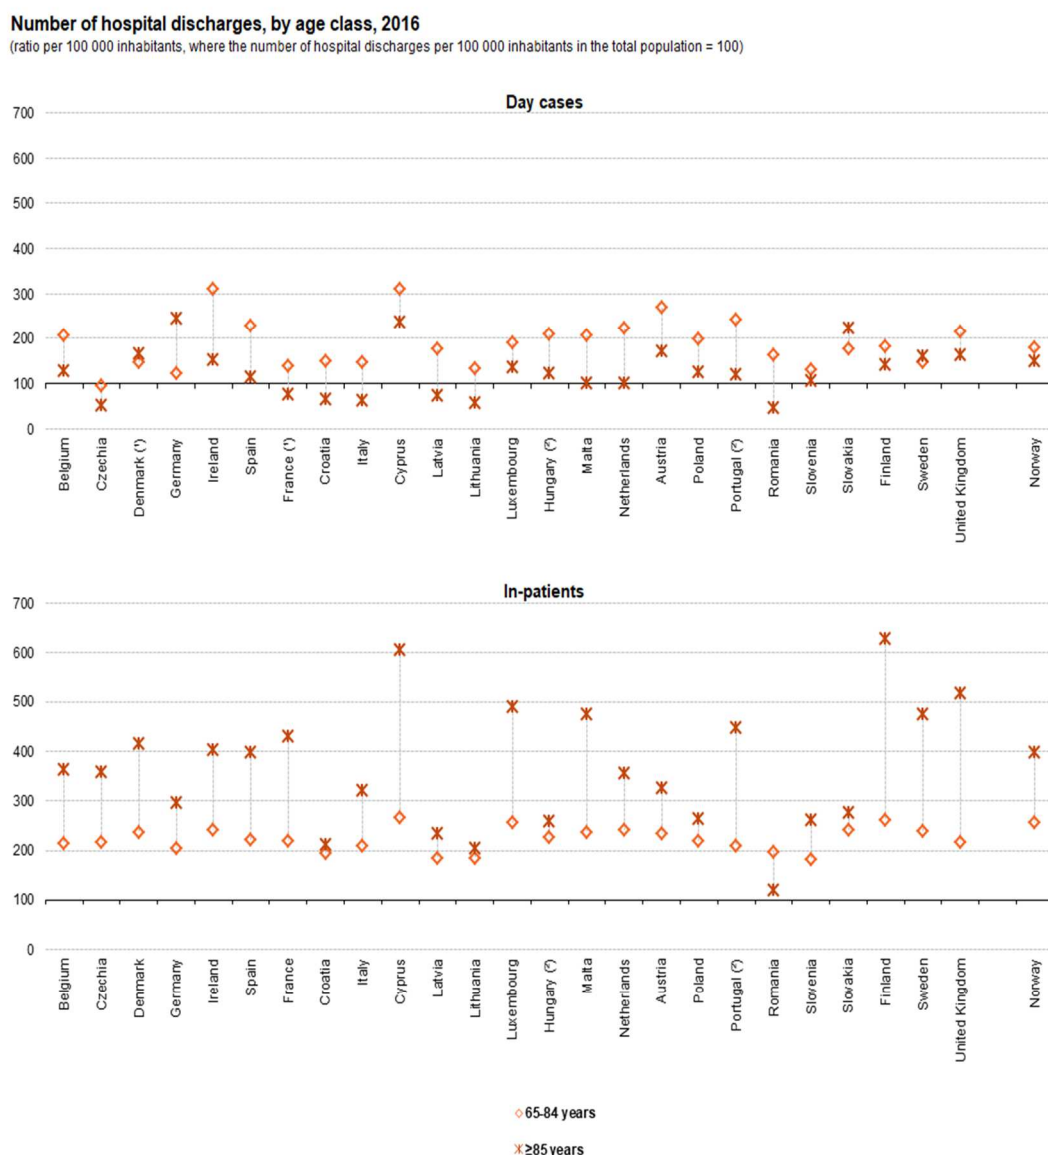 Number of hospital discharges, by age class, 2016
(ratio per 100 000 inhabitants, where the number of hospital discharges per 100 000 inhabitants in the total population = 100)
Day cases
700
600
500
400
300
200
100
0
Belgium
Czechia
Denmark (¹)
Germany
Ireland
Spain
France (¹)
Croatia
Italy
Cyprus
Latvia
Lithuania
Luxembourg
Hungary (²)
Malta
Netherlands
Austria
Poland
Portugal (²)
Romania
Slovenia
Slovakia
Finland
Sweden
United Kingdom
Norway
In-patients
700
600
500
400
300
200
100
0
Belgium
Czechia
Denmark
Germany
Ireland
Spain
France
Croatia
Italy
Cyprus
Latvia
Lithuania
Luxembourg
Hungary (²)
Malta
Netherlands
Austria
Poland
Portugal (²)
Romania
Slovenia
Slovakia
Finland
Sweden
United Kingdom
Norway
65-84 years
≥85 years